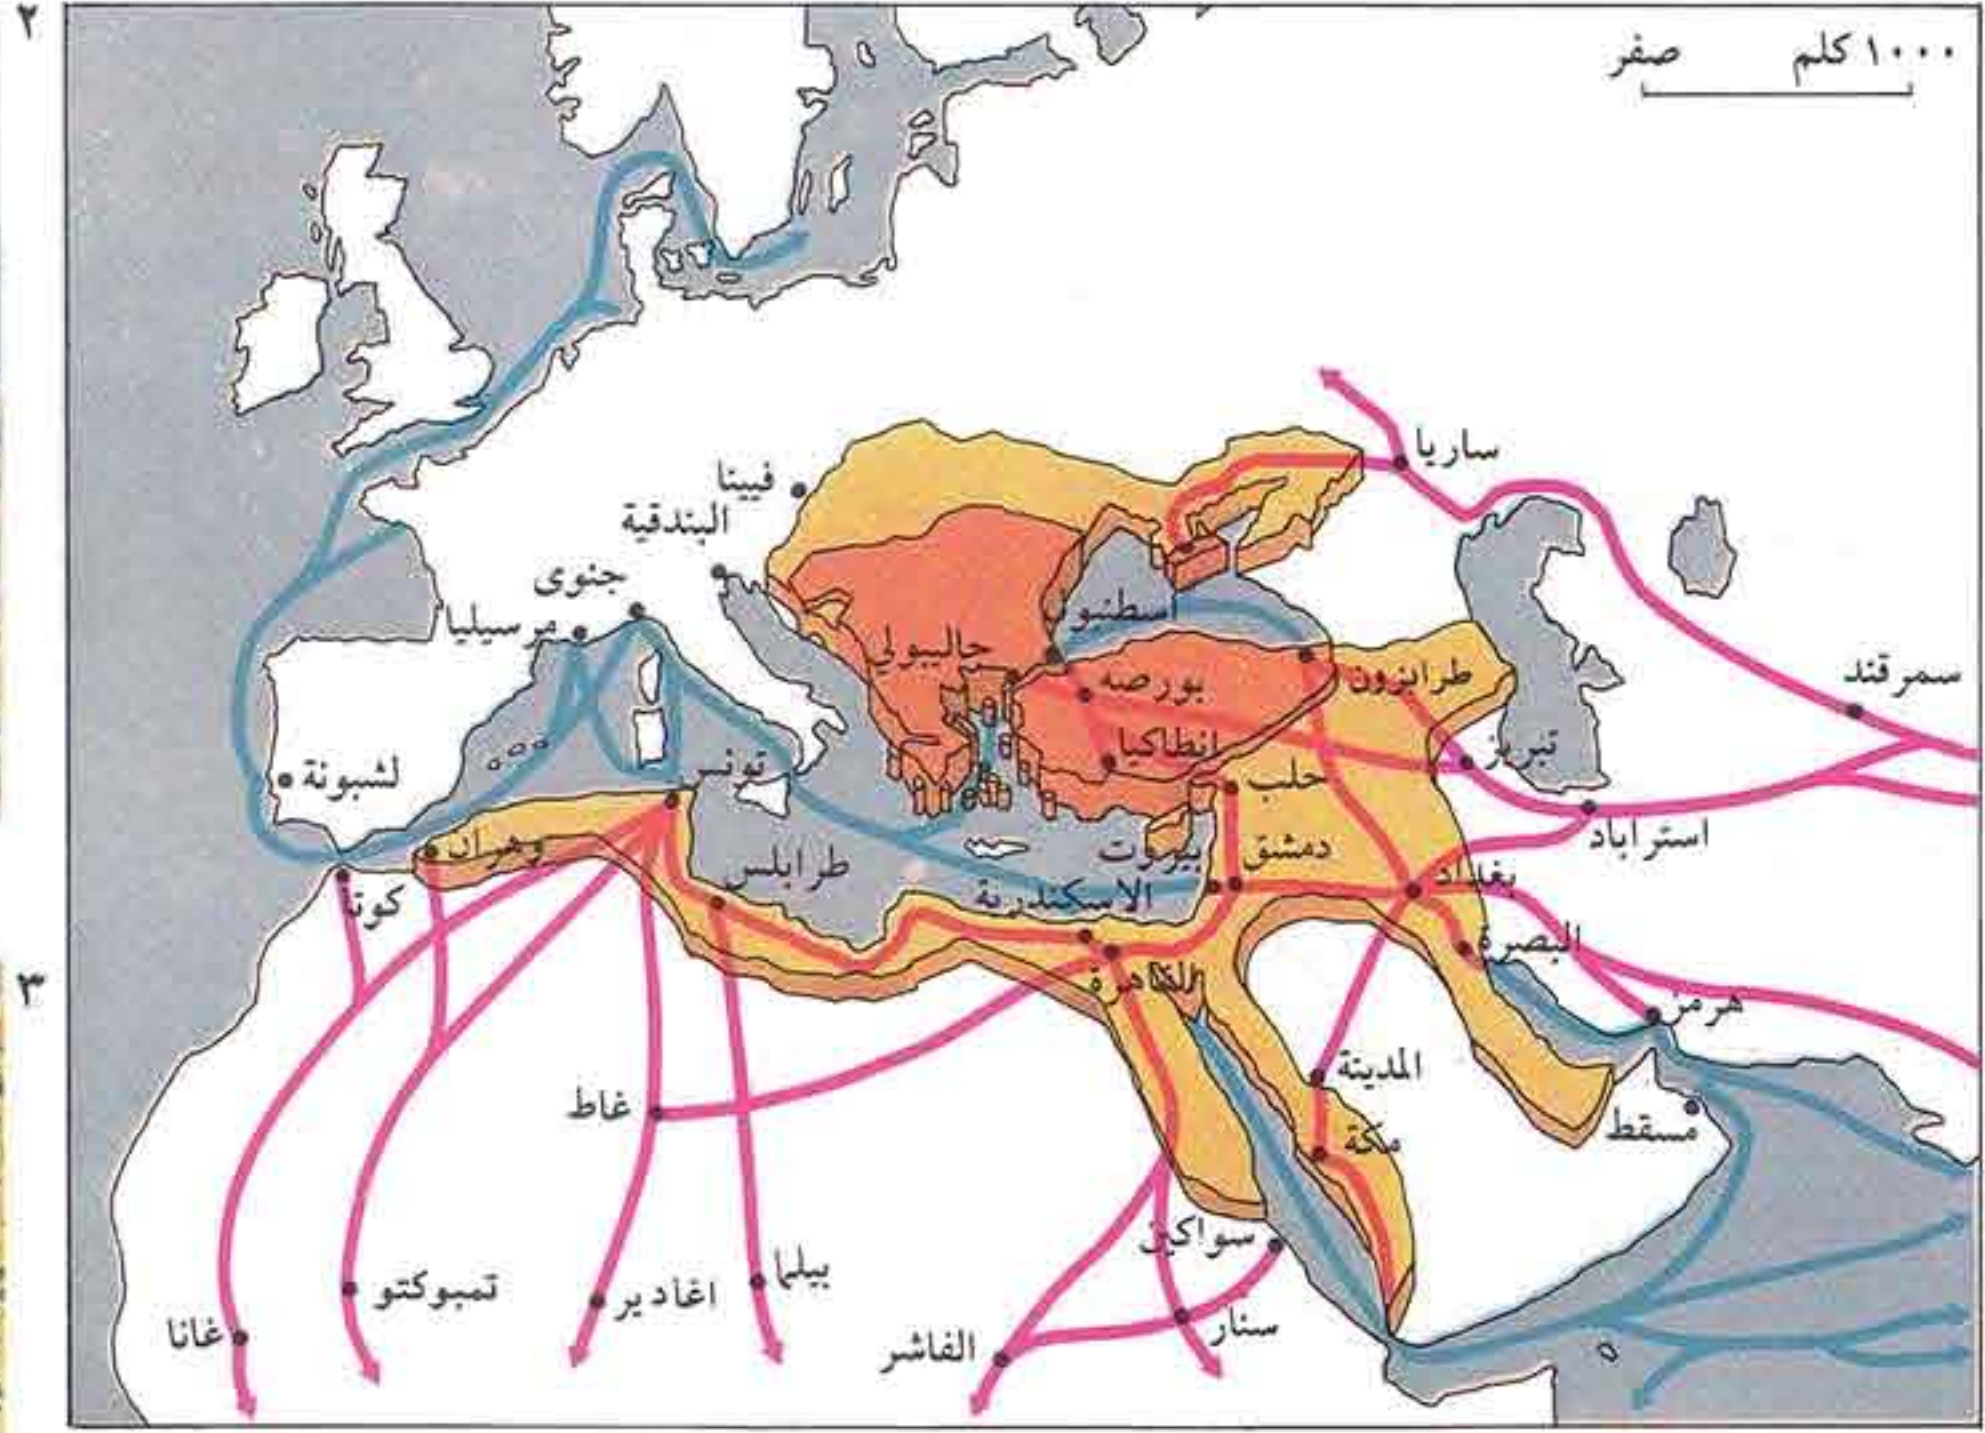 ٢
١٠٠٠ كلم صفر
ساريا
فيينا
البندقية
جنوى
مرسيليا
اسطنبول
جاليبولي
طرابزون
سمرقند
بورصه
انطاكيا
تبريز
لشبونة
تونس
حلب
استراباد
وهران
طرابلس
بيروت
دمشق
بغداد
كوتا
الاسكندرية
البصرة
٣
القاهرة
هرمز
المدينة
غاط
مكة
مسقط
سواكين
بيلما
تمبوكتو
اغادير
سنار
غانا
الفاشر